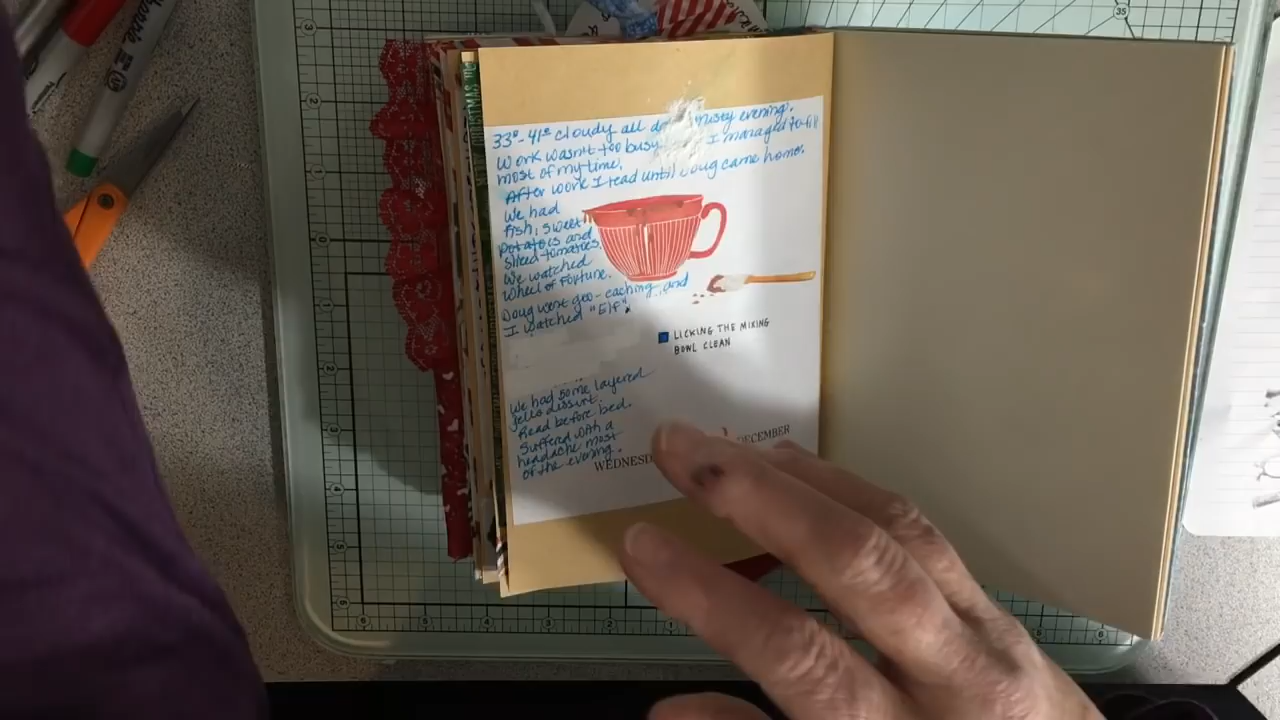 33° - 41° cloudy all misty evening.
Work wasn't too busy I managed to fill
most of my time.
After work I read until Doug came home.
We had
fish, sweet
potatoes and
sliced tomatoes.
We watched
Wheel of Fortune.
Doug went geo-caching and
I watched "Elf".
LICKING THE MIXING
BOWL CLEAN
We had some layered
jello dessert.
Read before bed.
Suffered with a
headache most
of the evening.
DECEMBER
WEDNESD
CHRISTMAS